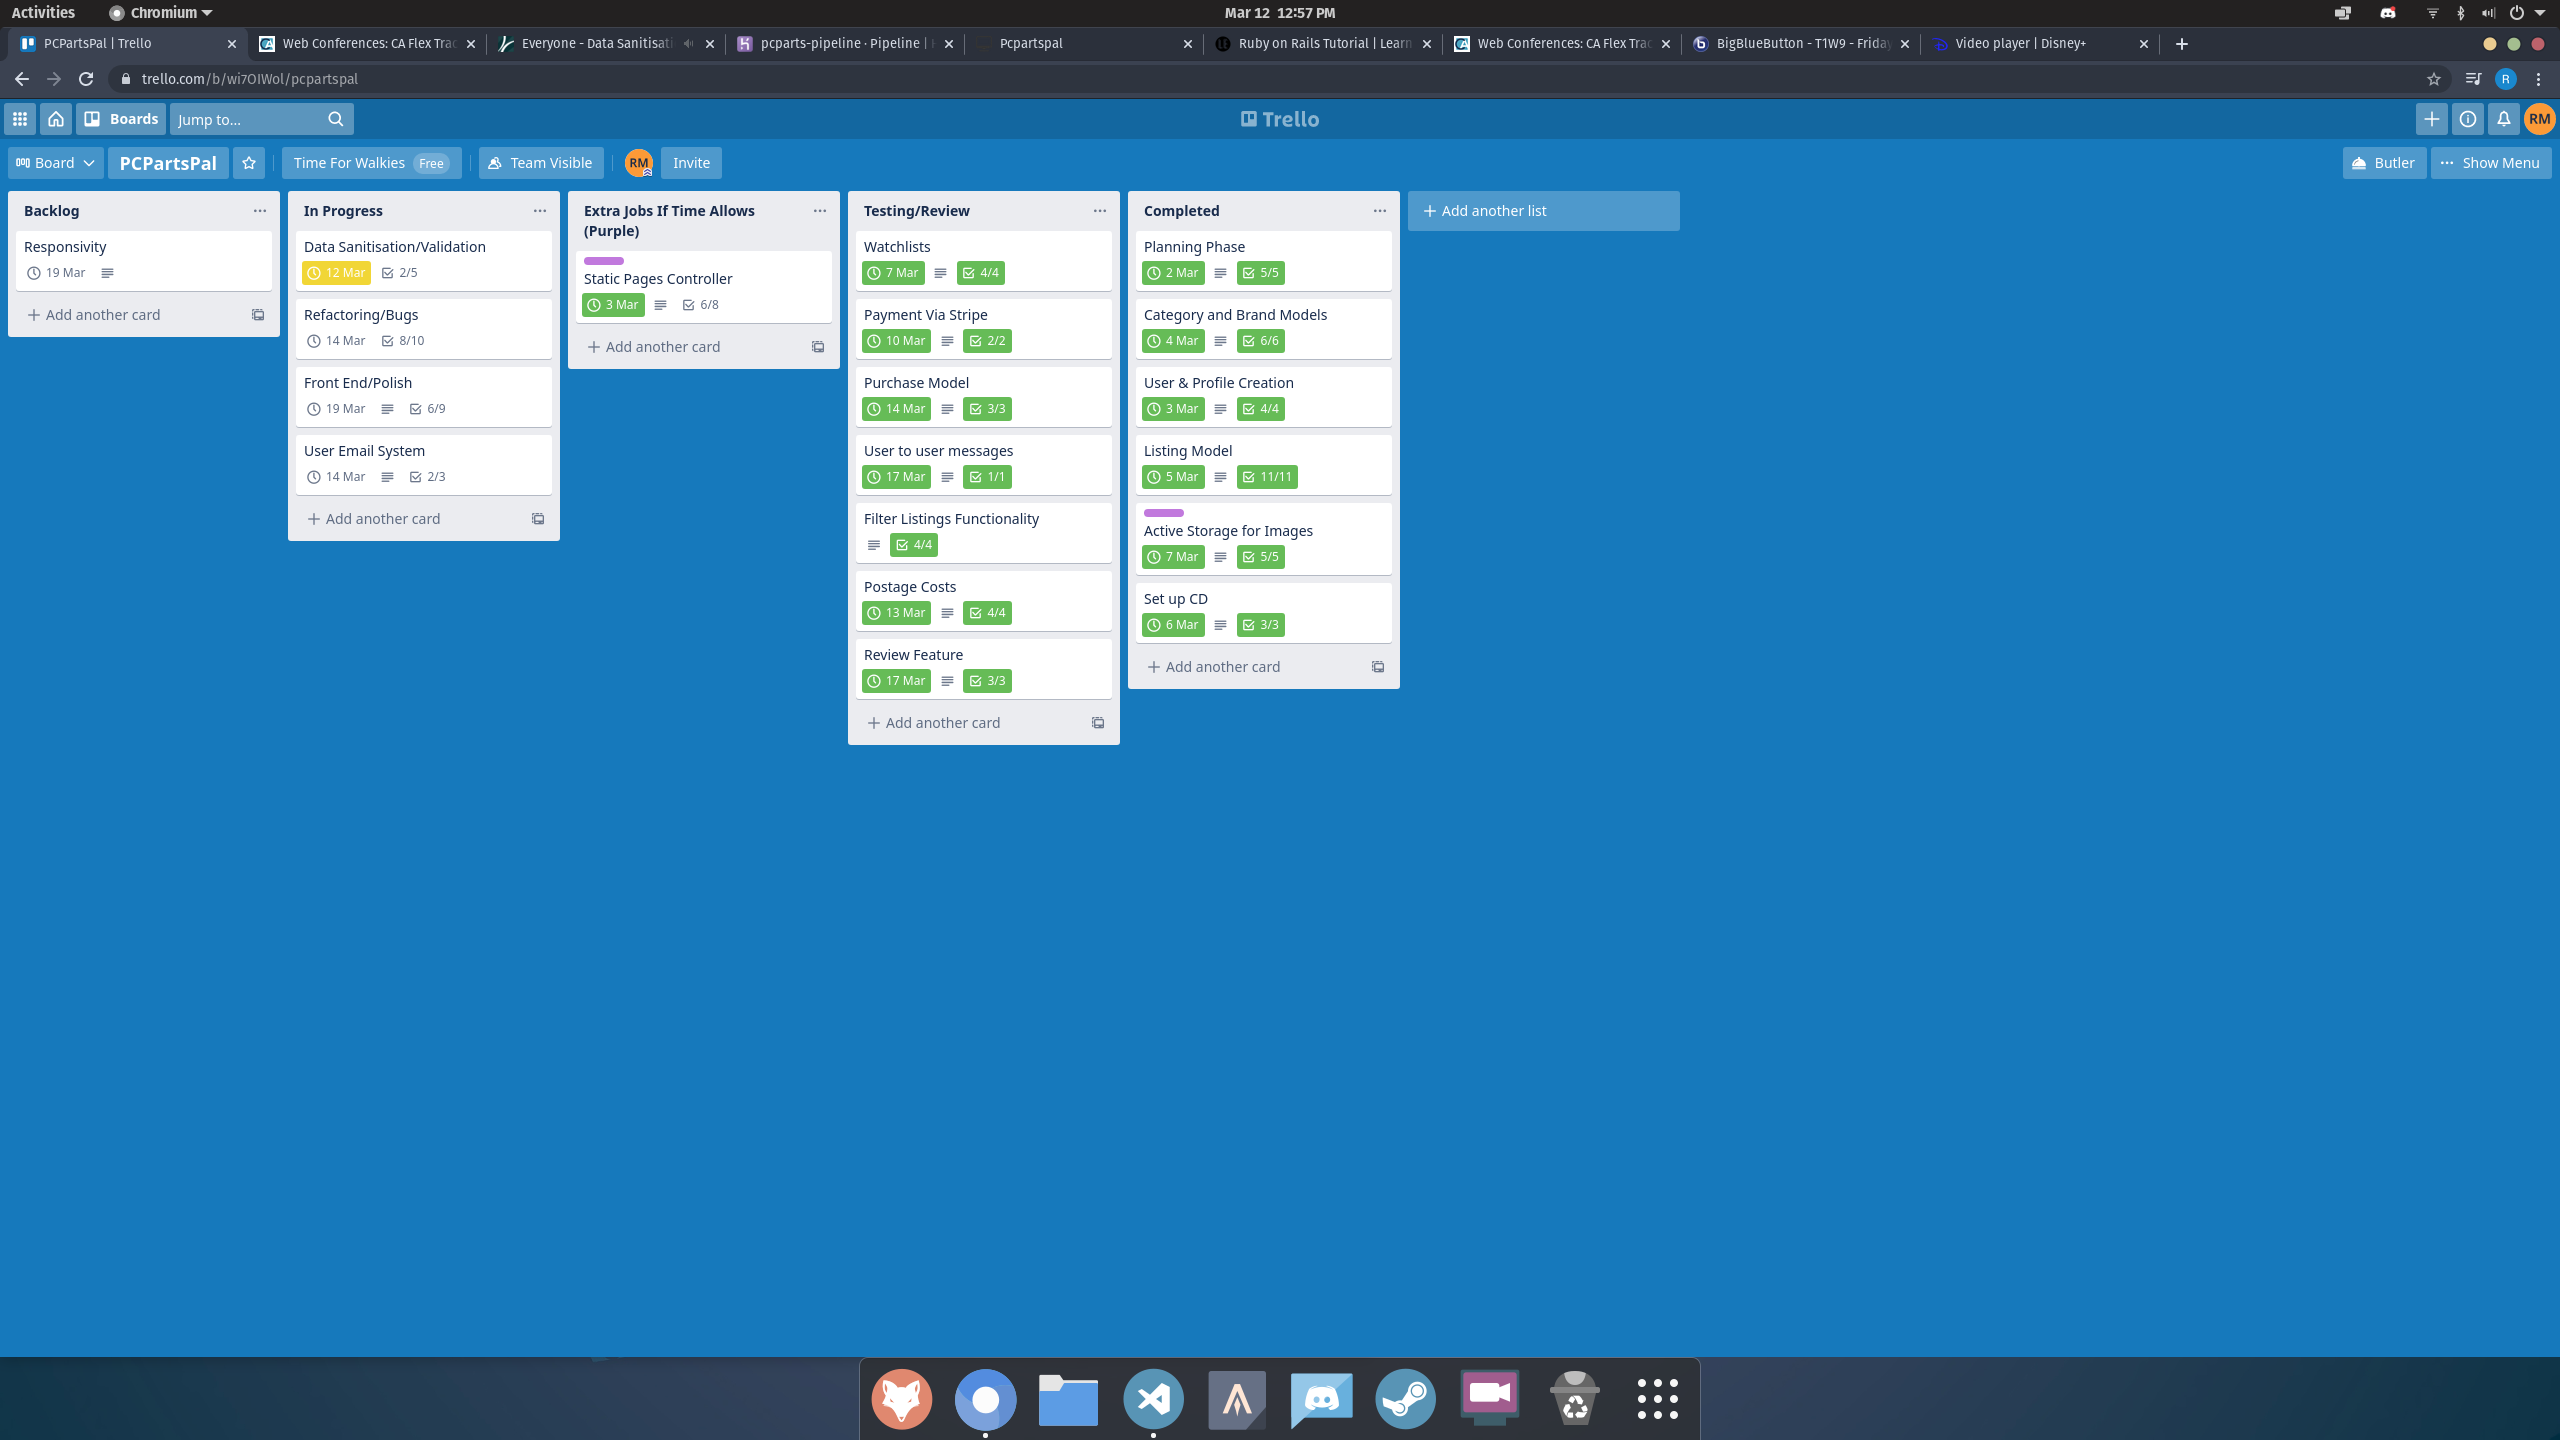 Activities
Chromium
Mar 12 12:57 PM
PCPartsPal | Trello
Web Conferences: CA Flex Trac
Everyone - Data Sanitisati
pcparts-pipeline · Pipeline |
Pcpartspal
Ruby on Rails Tutorial | Learn
Web Conferences: CA Flex Trac
BigBlueButton - T1W9 - Friday
Video player | Disney+
trello.com/b/wi7OIWol/pcpartspal
R
Boards
Jump to...
Trello
RM
Board
PCPartsPal
Time For Walkies Free
Team Visible
RM
Invite
Butler
Show Menu
Backlog
Responsivity
19 Mar
Add another card
In Progress
Data Sanitisation/Validation
12 Mar 2/5
Refactoring/Bugs
14 Mar 8/10
Front End/Polish
19 Mar 6/9
User Email System
14 Mar 2/3
Add another card
Extra Jobs If Time Allows
(Purple)
Static Pages Controller
3 Mar 6/8
Add another card
Testing/Review
Watchlists
7 Mar 4/4
Payment Via Stripe
10 Mar 2/2
Purchase Model
14 Mar 3/3
User to user messages
17 Mar 1/1
Filter Listings Functionality
4/4
Postage Costs
13 Mar 4/4
Review Feature
17 Mar 3/3
Add another card
Completed
Planning Phase
2 Mar 5/5
Category and Brand Models
4 Mar 6/6
User & Profile Creation
3 Mar 4/4
Listing Model
5 Mar 11/11
Active Storage for Images
7 Mar 5/5
Set up CD
6 Mar 3/3
Add another card
Add another list